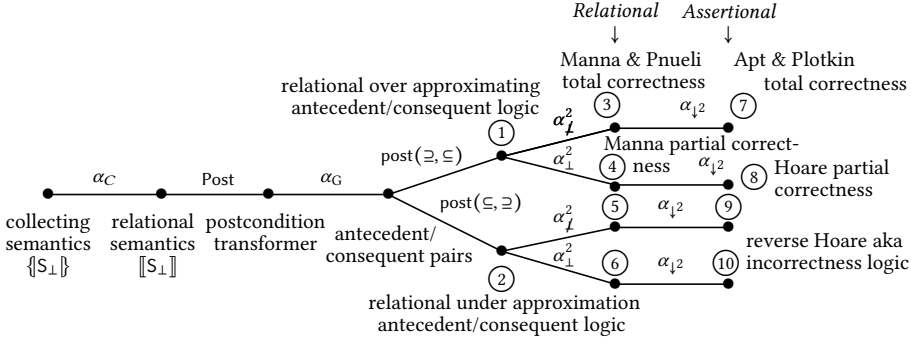 Relational Assertional
↓ ↓
Manna & Pnueli Apt & Plotkin
total correctness total correctness
relational over approximating
antecedent/consequent logic
① ③ ⑦
α²⊥̸ α↓²
post(⊇, ⊆)
α²⊥
Manna partial correct-
ness
④ α↓² ⑧ Hoare partial
correctness
α_C Post α_G
post(⊆, ⊇)
⑤ α↓² ⑨
α²⊥̸
collecting relational postcondition antecedent/
semantics semantics transformer consequent pairs
{|S⊥|} ⟦S⊥⟧
α²⊥
② ⑥ α↓² ⑩
reverse Hoare aka
incorrectness logic
relational under approximation
antecedent/consequent logic